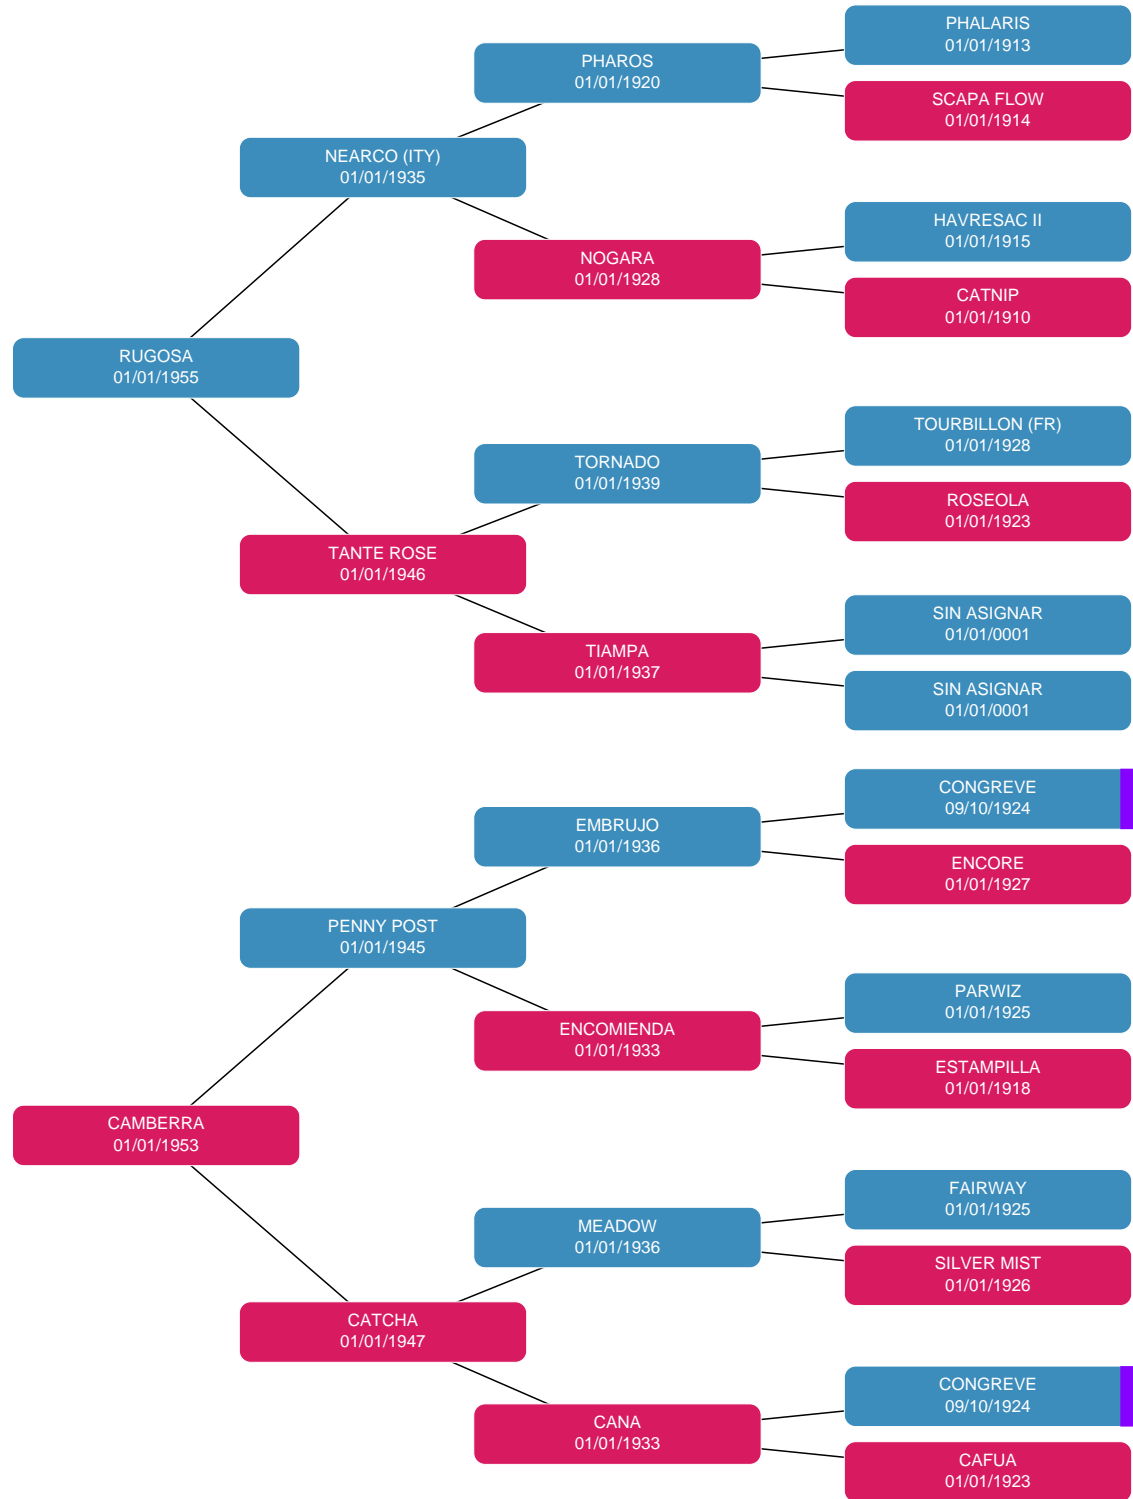 PHALARIS
01/01/1913
PHAROS
01/01/1920
SCAPA FLOW
01/01/1914
NEARCO (ITY)
01/01/1935
HAVRESAC II
01/01/1915
NOGARA
01/01/1928
CATNIP
01/01/1910
RUGOSA
01/01/1955
TOURBILLON (FR)
01/01/1928
TORNADO
01/01/1939
ROSEOLA
01/01/1923
TANTE ROSE
01/01/1946
SIN ASIGNAR
01/01/0001
TIAMPA
01/01/1937
SIN ASIGNAR
01/01/0001
CONGREVE
09/10/1924
EMBRUJO
01/01/1936
ENCORE
01/01/1927
PENNY POST
01/01/1945
PARWIZ
01/01/1925
ENCOMIENDA
01/01/1933
ESTAMPILLA
01/01/1918
CAMBERRA
01/01/1953
FAIRWAY
01/01/1925
MEADOW
01/01/1936
SILVER MIST
01/01/1926
CATCHA
01/01/1947
CONGREVE
09/10/1924
CANA
01/01/1933
CAFUA
01/01/1923